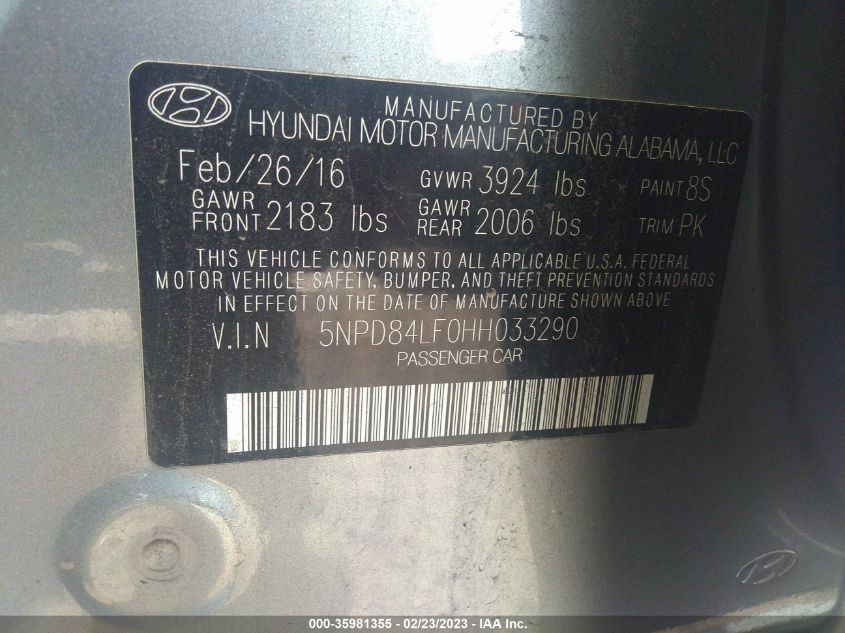 MANUFACTURED BY
HYUNDAI MOTOR MANUFACTURING ALABAMA, LLC
Feb/26/16 GVWR 3924 lbs PAINT 8S
GAWR FRONT 2183 lbs GAWR REAR 2006 lbs TRIM PK
THIS VEHICLE CONFORMS TO ALL APPLICABLE U.S.A. FEDERAL
MOTOR VEHICLE SAFETY, BUMPER, AND THEFT PREVENTION STANDARDS
IN EFFECT ON THE DATE OF MANUFACTURE SHOWN ABOVE
V.I.N 5NPD84LF0HH033290
PASSENGER CAR
000-35981355 - 02/23/2023 - IAA Inc.